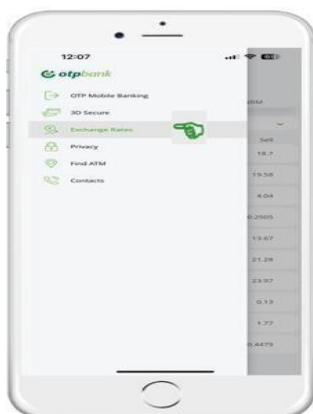 12:07
otpbank
OTP Mobile Banking
3D Secure
Exchange Rates
Privacy
Find ATM
Contacts
Sell
18.7
19.58
4.04
0.2505
13.67
21.28
23.97
0.13
1.77
0.4479